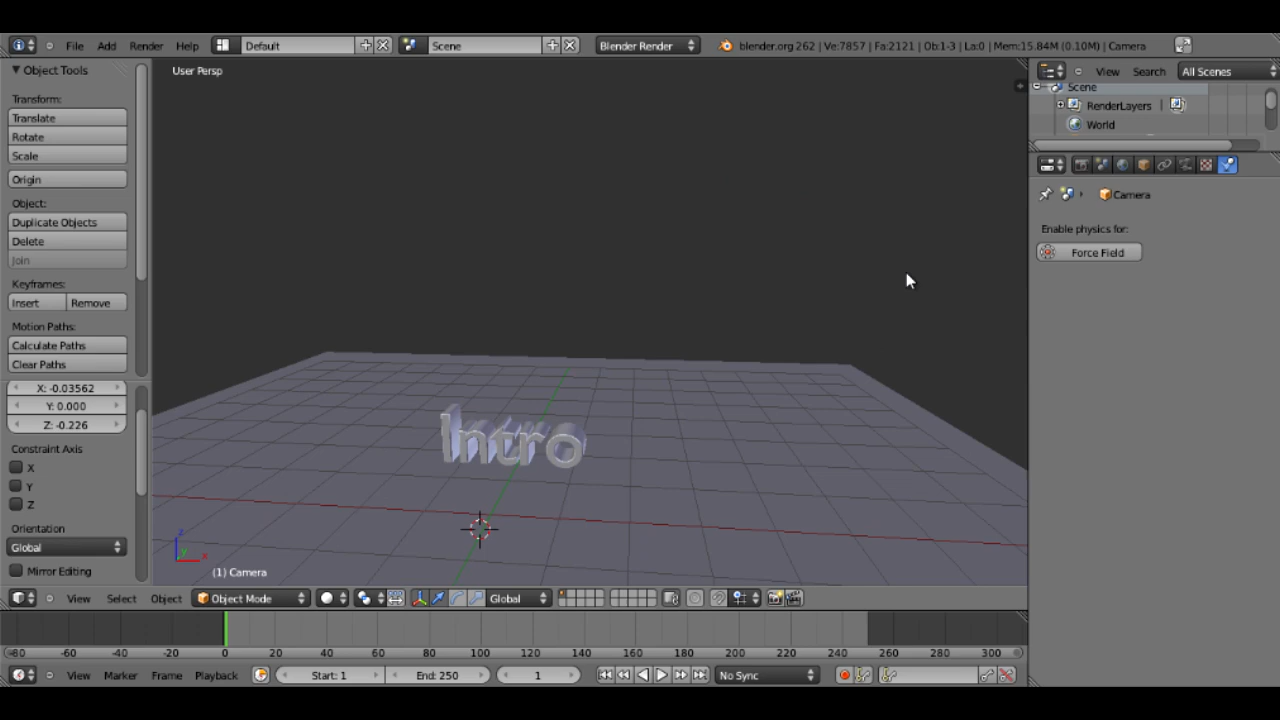 File Add Render Help Default Scene Blender Render blender.org 262 | Ve:7857 | Fa:2121 | Ob:1-3 | La:0 | Mem:15.84M (0.10M) | Camera
Object Tools
Transform:
Translate
Rotate
Scale
Origin
Object:
Duplicate Objects
Delete
Join
Keyframes:
Insert Remove
Motion Paths:
Calculate Paths
Clear Paths
X: -0.03562
Y: 0.000
Z: -0.226
Constraint Axis
X
Y
Z
Orientation
Global
Mirror Editing
User Persp
Intro
z
y
x
(1) Camera
View Select Object Object Mode Global
-80 -60 -40 -20 0 20 40 60 80 100 120 140 160 180 200 220 240 260 280 300
View Marker Frame Playback Start: 1 End: 250 1 No Sync
View Search All Scenes
Scene
RenderLayers |
World
Camera
Enable physics for:
Force Field